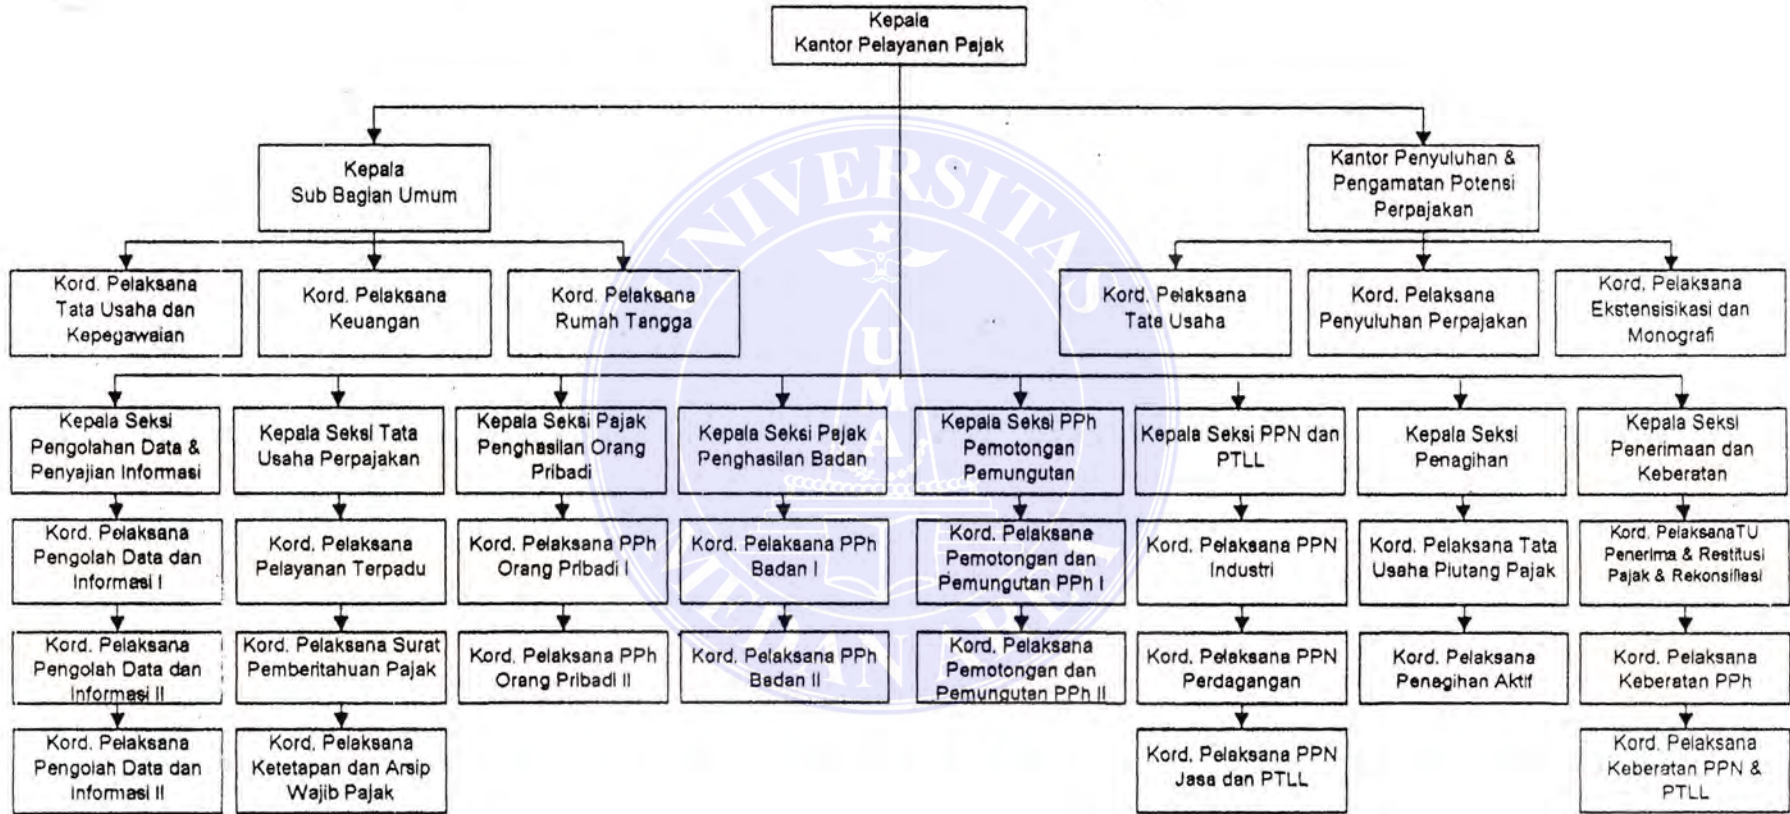 Kepala
Kantor Pelayanan Pajak
Kepala
Sub Bagian Umum
Kantor Penyuluhan &
Pengamatan Potensi
Perpajakan
Kord. Pelaksana
Tata Usaha dan
Kepegawaian
Kord. Pelaksana
Keuangan
Kord. Pelaksana
Rumah Tangga
Kord. Pelaksana
Tata Usaha
Kord. Pelaksana
Penyuluhan Perpajakan
Kord. Pelaksana
Ekstensisikasi dan
Monografi
Kepala Seksi
Pengolahan Data &
Penyajian Informasi
Kepala Seksi Tata
Usaha Perpajakan
Kepala Seksi Pajak
Penghasilan Orang
Pribadi
Kepala Seksi Pajak
Penghasilan Badan
Kepala Seksi PPh
Pemotongan
Pemungutan
Kepala Seksi PPN dan
PTLL
Kepala Seksi
Penagihan
Kepala Seksi
Penerimaan dan
Keberatan
Kord. Pelaksana
Pengolah Data dan
Informasi I
Kord. Pelaksana
Pelayanan Terpadu
Kord. Pelaksana PPh
Orang Pribadi I
Kord. Pelaksana PPh
Badan I
Kord. Pelaksana
Pemotongan dan
Pemungutan PPh I
Kord. Pelaksana PPN
Industri
Kord. Pelaksana Tata
Usaha Piutang Pajak
Kord. PelaksanaTU
Penerima & Restitusi
Pajak & Rekonsiliasi
Kord. Pelaksana
Pengolah Data dan
Informasi II
Kord. Pelaksana Surat
Pemberitahuan Pajak
Kord. Pelaksana PPh
Orang Pribadi II
Kord. Pelaksana PPh
Badan II
Kord. Pelaksana
Pemotongan dan
Pemungutan PPh II
Kord. Pelaksana PPN
Perdagangan
Kord. Pelaksana
Penagihan Aktif
Kord. Pelaksana
Keberatan PPh
Kord. Pelaksana
Pengolah Data dan
Informasi II
Kord. Pelaksana
Ketetapan dan Arsip
Wajib Pajak
Kord. Pelaksana PPN
Jasa dan PTLL
Kord. Pelaksana
Keberatan PPN &
PTLL
UNIVERSITAS
MEDAN AREA
UMA